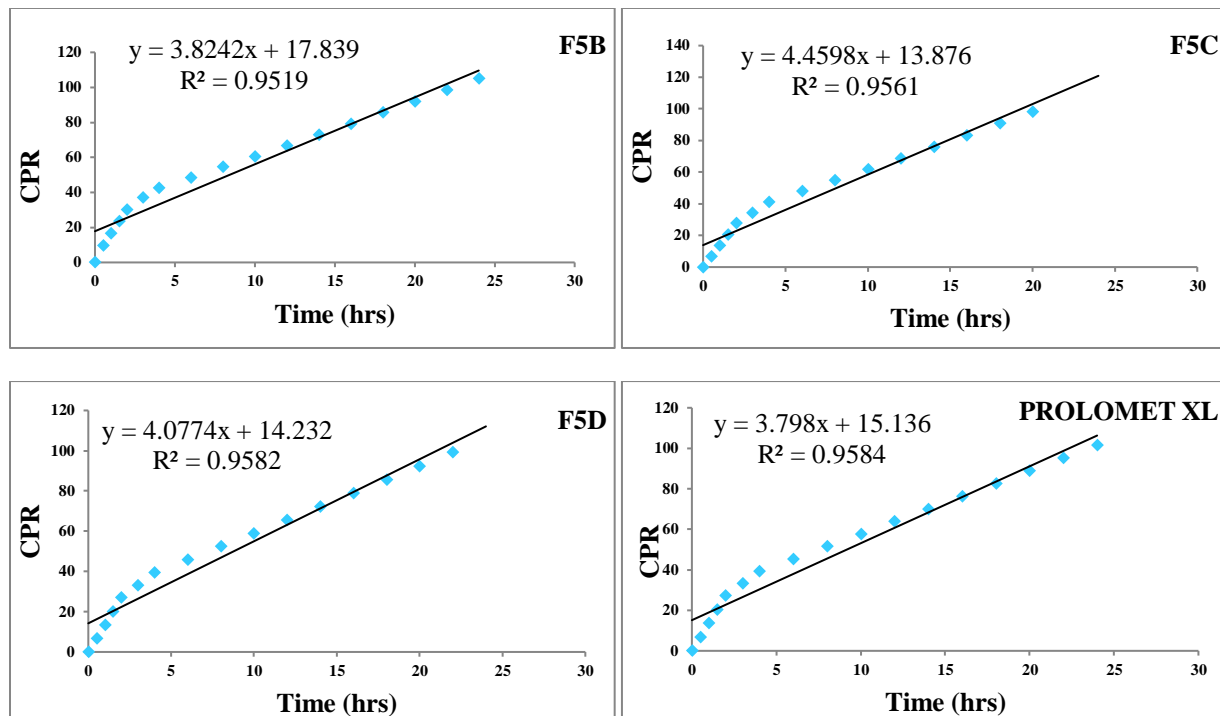 y = 3.8242x + 17.839
R² = 0.9519
F5B
120
100
80
60
40
20
0
CPR
0 5 10 15 20 25 30
Time (hrs)
y = 4.4598x + 13.876
R² = 0.9561
F5C
140
120
100
80
60
40
20
0
CPR
0 5 10 15 20 25 30
Time (hrs)
y = 4.0774x + 14.232
R² = 0.9582
F5D
120
100
80
60
40
20
0
CPR
0 5 10 15 20 25 30
Time (hrs)
y = 3.798x + 15.136
R² = 0.9584
PROLOMET XL
120
100
80
60
40
20
0
CPR
0 5 10 15 20 25 30
Time (hrs)